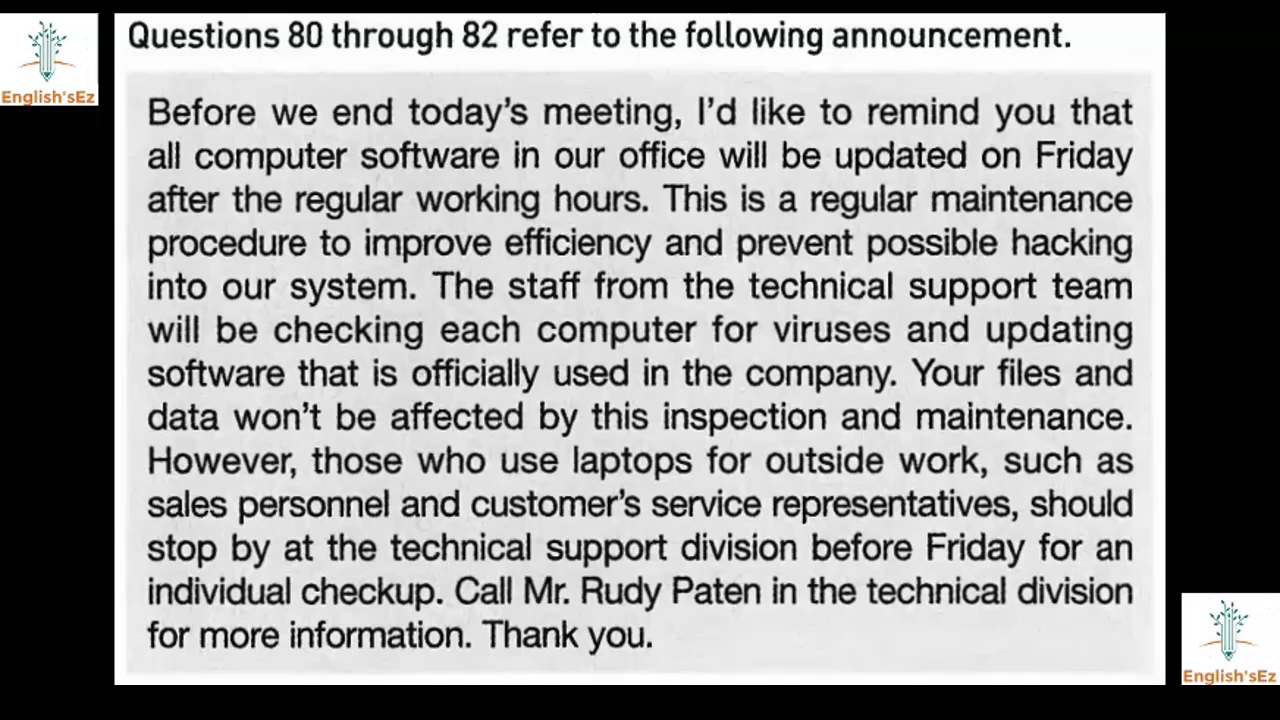 Questions 80 through 82 refer to the following announcement.
English'sEz
Before we end today's meeting, I'd like to remind you that
all computer software in our office will be updated on Friday
after the regular working hours. This is a regular maintenance
procedure to improve efficiency and prevent possible hacking
into our system. The staff from the technical support team
will be checking each computer for viruses and updating
software that is officially used in the company. Your files and
data won't be affected by this inspection and maintenance.
However, those who use laptops for outside work, such as
sales personnel and customer's service representatives, should
stop by at the technical support division before Friday for an
individual checkup. Call Mr. Rudy Paten in the technical division
for more information. Thank you.
English'sEz